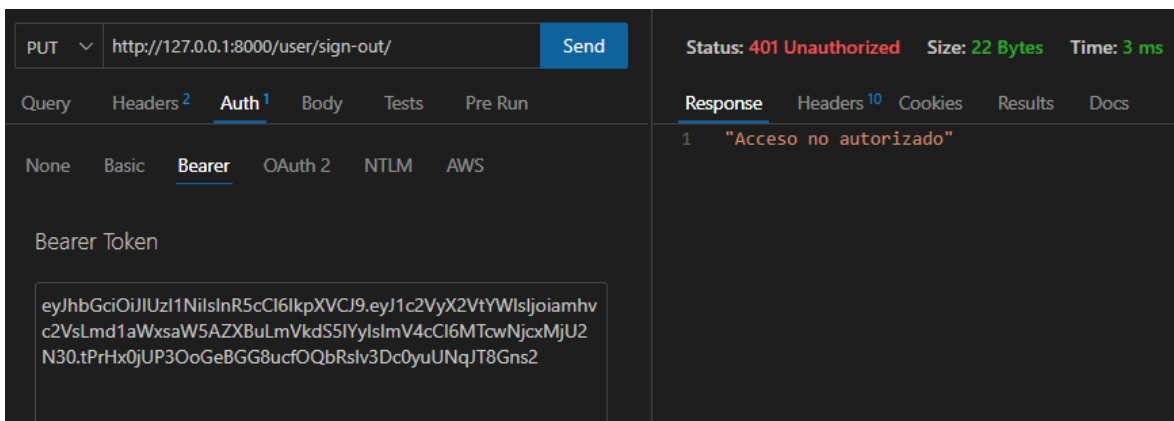 PUT http://127.0.0.1:8000/user/sign-out/ Send
Status: 401 Unauthorized Size: 22 Bytes Time: 3 ms
Query Headers 2 Auth 1 Body Tests Pre Run
Response Headers 10 Cookies Results Docs
1 "Acceso no autorizado"
None Basic Bearer OAuth 2 NTLM AWS
Bearer Token
eyJhbGciOiJIUzI1NiIsInR5cCI6IkpXVCJ9.eyJ1c2VyX2VtYWlsIjoiamhv
c2VsLmd1aWxsaW5AZXBuLmVkdS5lYyIsImV4cCI6MTcwNjcxMjU2
N30.tPrHx0jUP3OoGeBGG8ucfOQbRsIv3Dc0yuUNqJT8Gns2